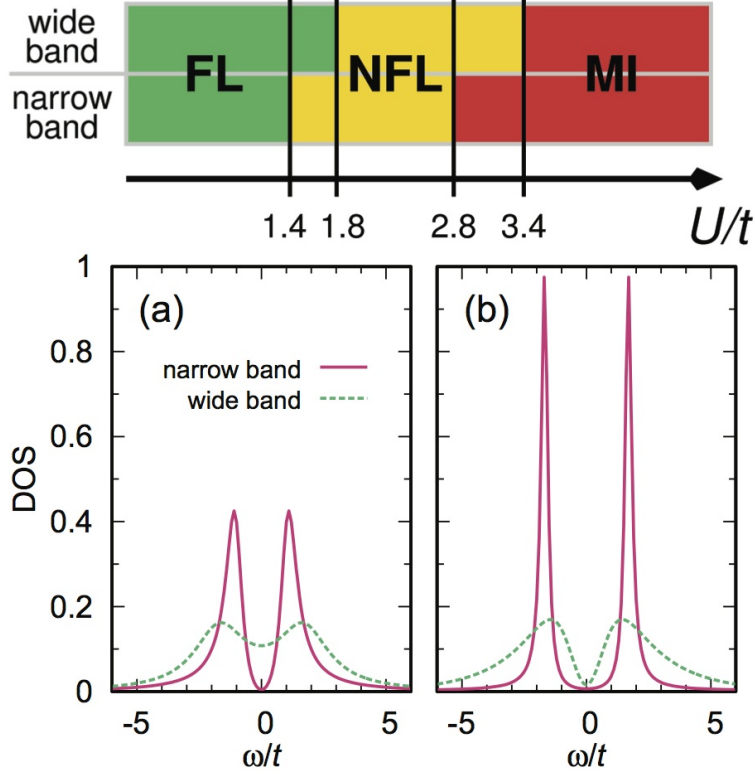 wide
band
FL NFL MI
narrow
band
1.4 1.8 2.8 3.4 U/t
1
(a) (b)
0.8
narrow band
wide band
0.6
DOS
0.4
0.2
0
-5 0 5 -5 0 5
ω/t ω/t